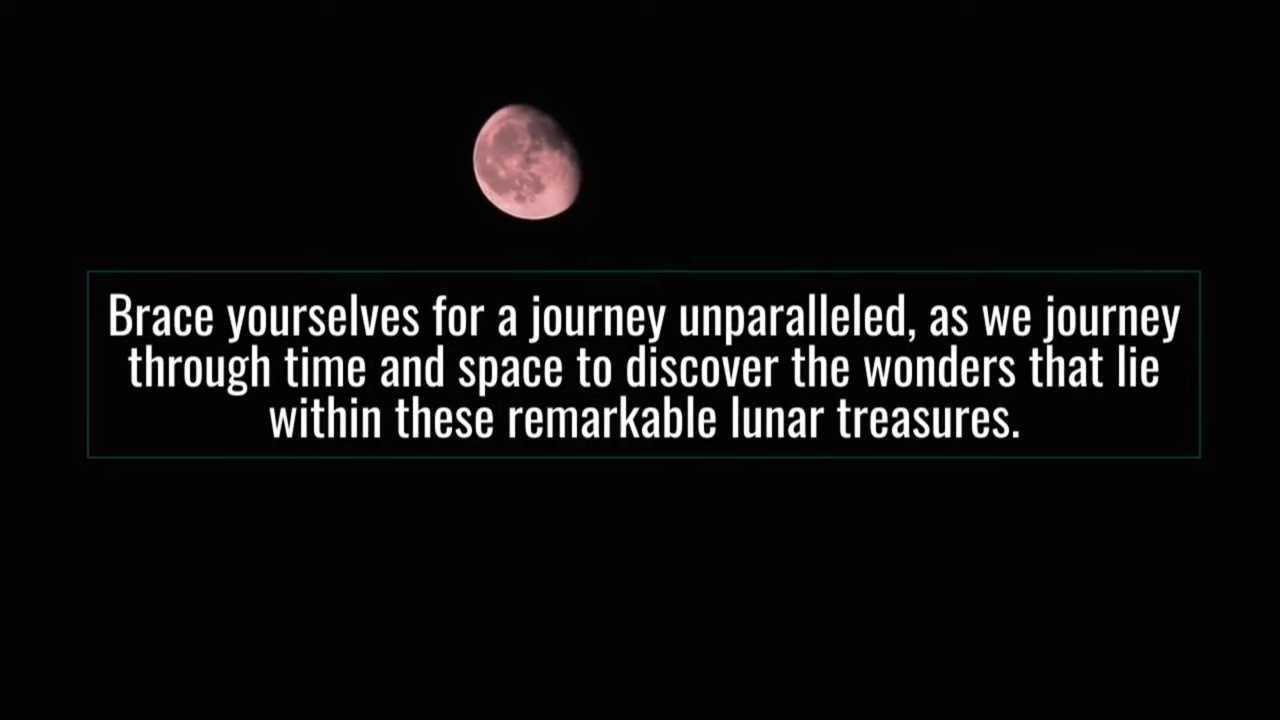 Brace yourselves for a journey unparalleled, as we journey
through time and space to discover the wonders that lie
within these remarkable lunar treasures.